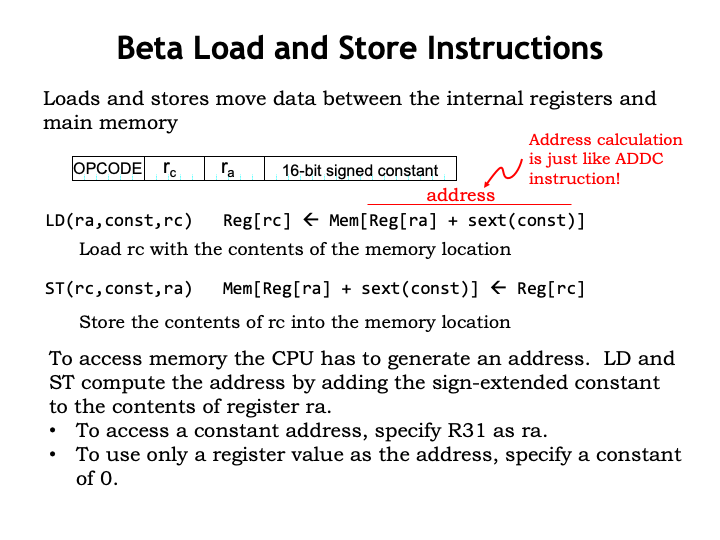 Beta Load and Store Instructions
Loads and stores move data between the internal registers and
main memory
Address calculation
is just like ADDC
instruction!
OPCODE rc ra 16-bit signed constant
address
LD(ra,const,rc) Reg[rc] ← Mem[Reg[ra] + sext(const)]
Load rc with the contents of the memory location
ST(rc,const,ra) Mem[Reg[ra] + sext(const)] ← Reg[rc]
Store the contents of rc into the memory location
To access memory the CPU has to generate an address. LD and
ST compute the address by adding the sign-extended constant
to the contents of register ra.
• To access a constant address, specify R31 as ra.
• To use only a register value as the address, specify a constant
of 0.